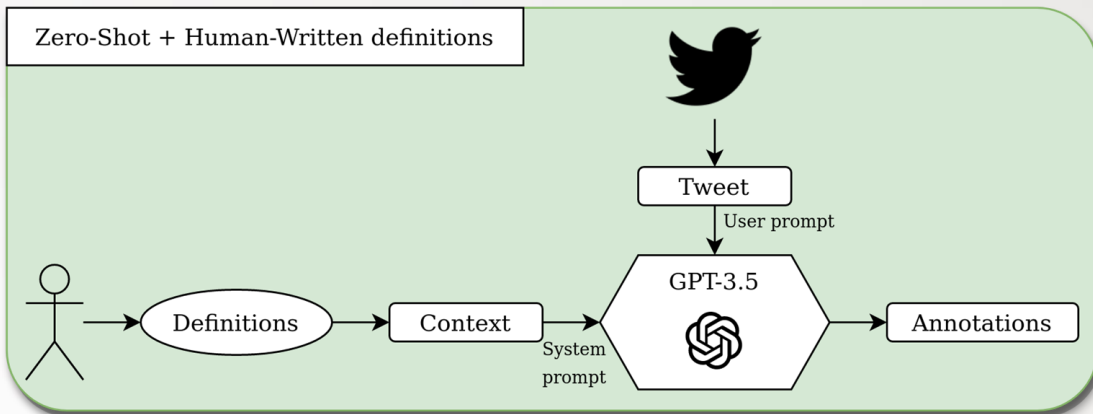 Zero-Shot + Human-Written definitions
Tweet
User prompt
GPT-3.5
Definitions
Context
System
prompt
Annotations